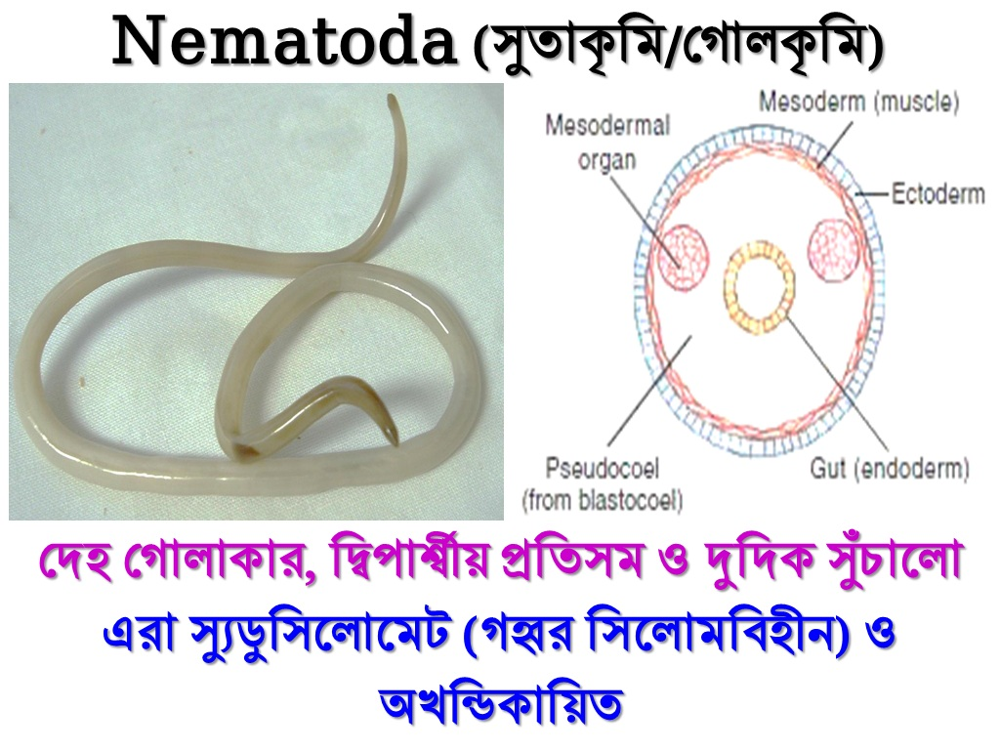 Nematoda (সুতাকৃমি/গোলকৃমি)
Mesoderm (muscle)
Mesodermal
organ
Ectoderm
Pseudocoel
(from blastocoel)
Gut (endoderm)
দেহ গোলাকার, দ্বিপার্শ্বীয় প্রতিসম ও দুদিক সুঁচালো
এরা স্যুডুসিলোমেট (গহ্বর সিলোমবিহীন) ও
অখন্ডিকায়িত